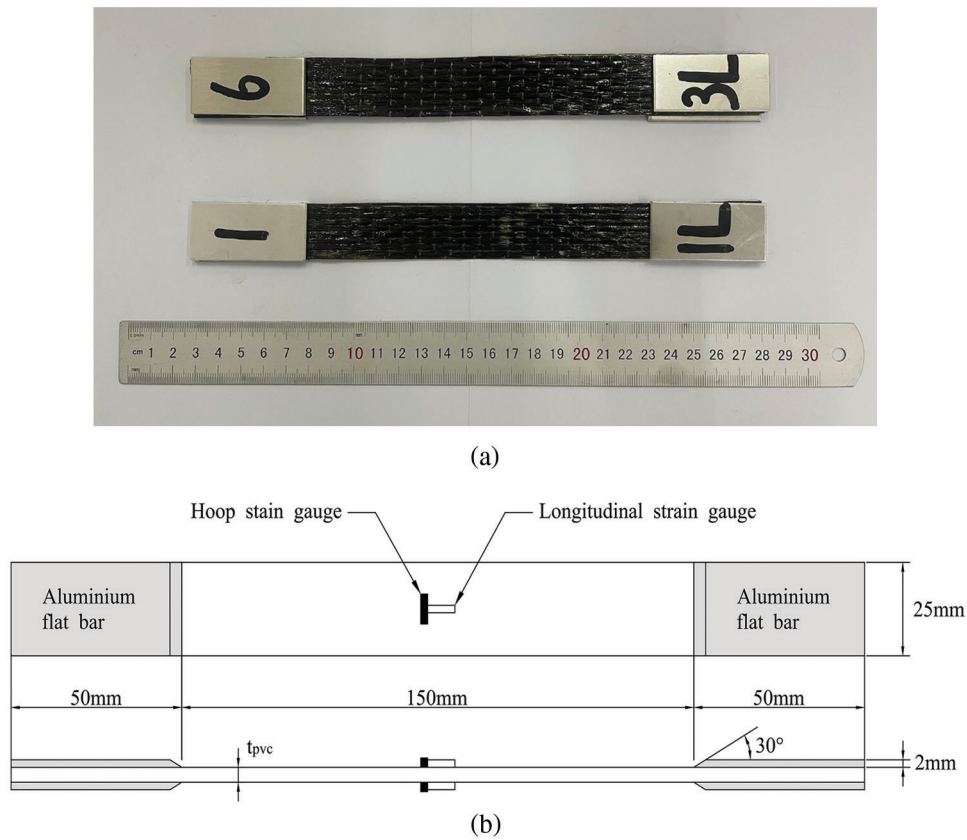 6
3L
1
1L
cm 1 2 3 4 5 6 7 8 9 10 11 12 13 14 15 16 17 18 19 20 21 22 23 24 25 26 27 28 29 30
(a)
Hoop stain gauge
Longitudinal strain gauge
Aluminium
flat bar
Aluminium
flat bar
25mm
50mm
150mm
50mm
tpvc
30°
2mm
(b)